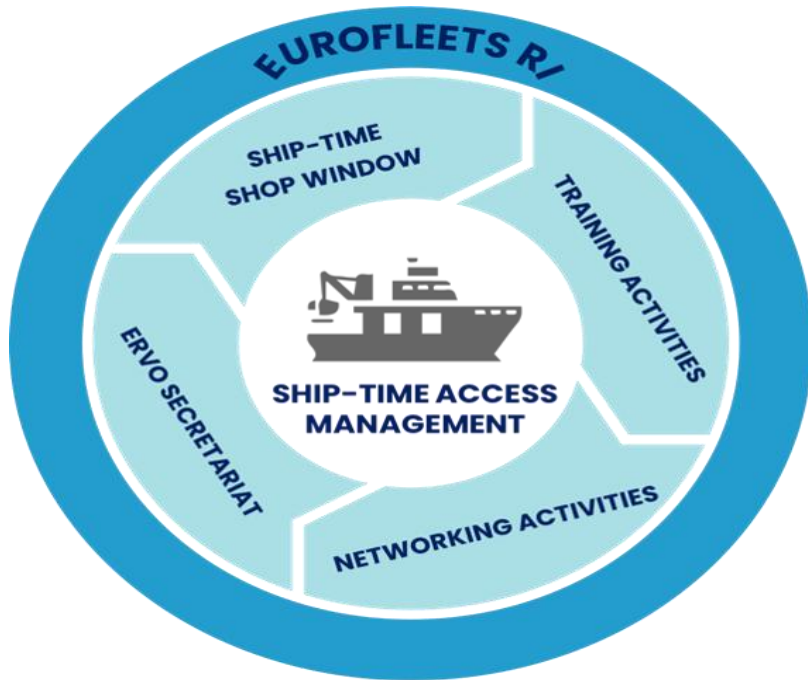 EUROFLEETS RI
SHIP-TIME
SHOP WINDOW
TRAINING ACTIVITIES
ERVO SECRETARIAT
SHIP-TIME ACCESS
MANAGEMENT
NETWORKING ACTIVITIES